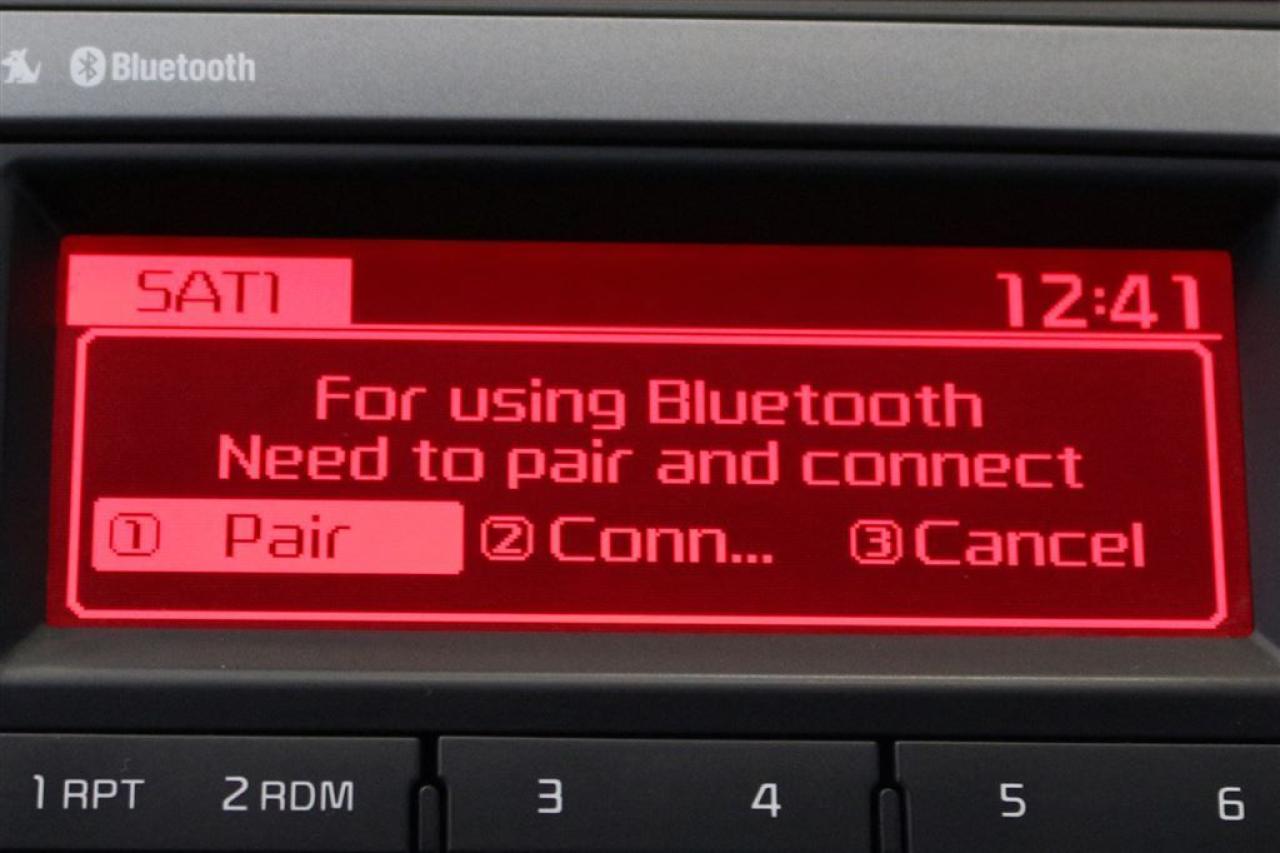 Bluetooth
SAT1 12:41
For using Bluetooth
Need to pair and connect
① Pair ② Conn... ③ Cancel
1 RPT 2 RDM 3 4 5 6